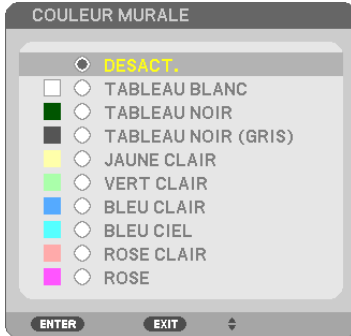 COULEUR MURALE
DESACT.
TABLEAU BLANC
TABLEAU NOIR
TABLEAU NOIR (GRIS)
JAUNE CLAIR
VERT CLAIR
BLEU CLAIR
BLEU CIEL
ROSE CLAIR
ROSE
ENTER EXIT